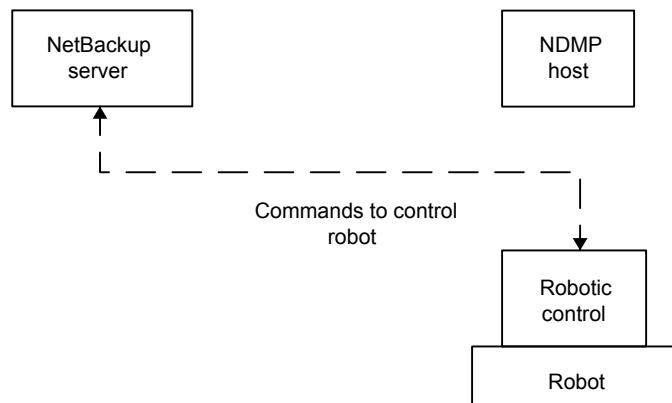 NetBackup
server
NDMP
host
Commands to control
robot
Robotic
control
Robot